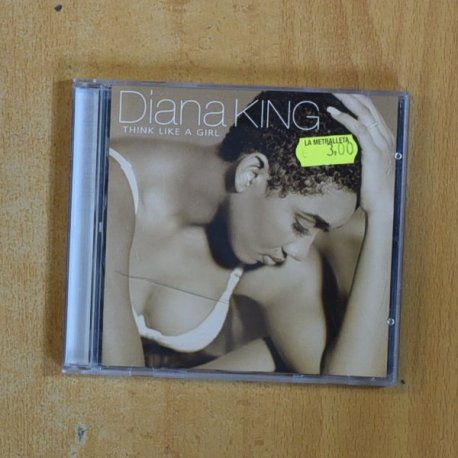 Diana KING
THINK LIKE A GIRL
LA METRALLETA
3,00